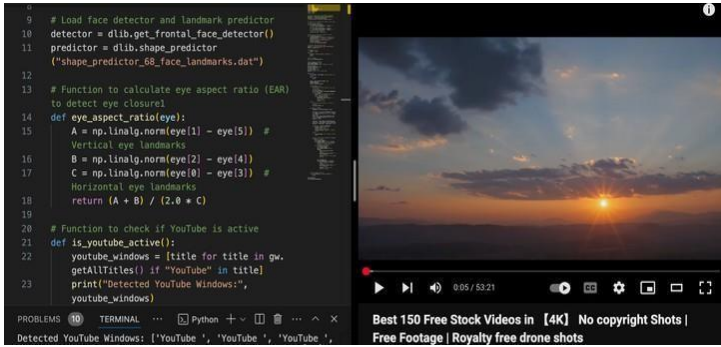 8
9 # Load face detector and landmark predictor
10 detector = dlib.get_frontal_face_detector()
11 predictor = dlib.shape_predictor
("shape_predictor_68_face_landmarks.dat")
12
13 # Function to calculate eye aspect ratio (EAR)
to detect eye closure1
14 def eye_aspect_ratio(eye):
15 A = np.linalg.norm(eye[1] - eye[5]) #
Vertical eye landmarks
16 B = np.linalg.norm(eye[2] - eye[4])
17 C = np.linalg.norm(eye[0] - eye[3]) #
Horizontal eye landmarks
18 return (A + B) / (2.0 * C)
19
20 # Function to check if YouTube is active
21 def is_youtube_active():
22 youtube_windows = [title for title in gw.
getAllTitles() if "YouTube" in title]
23 print("Detected YouTube Windows:",
youtube_windows)
PROBLEMS 10 TERMINAL ... Python
Detected YouTube Windows: ['YouTube ', 'YouTube ', 'YouTube ',
0:05 / 53:21
CC
Best 150 Free Stock Videos in 【4K】 No copyright Shots |
Free Footage | Royalty free drone shots